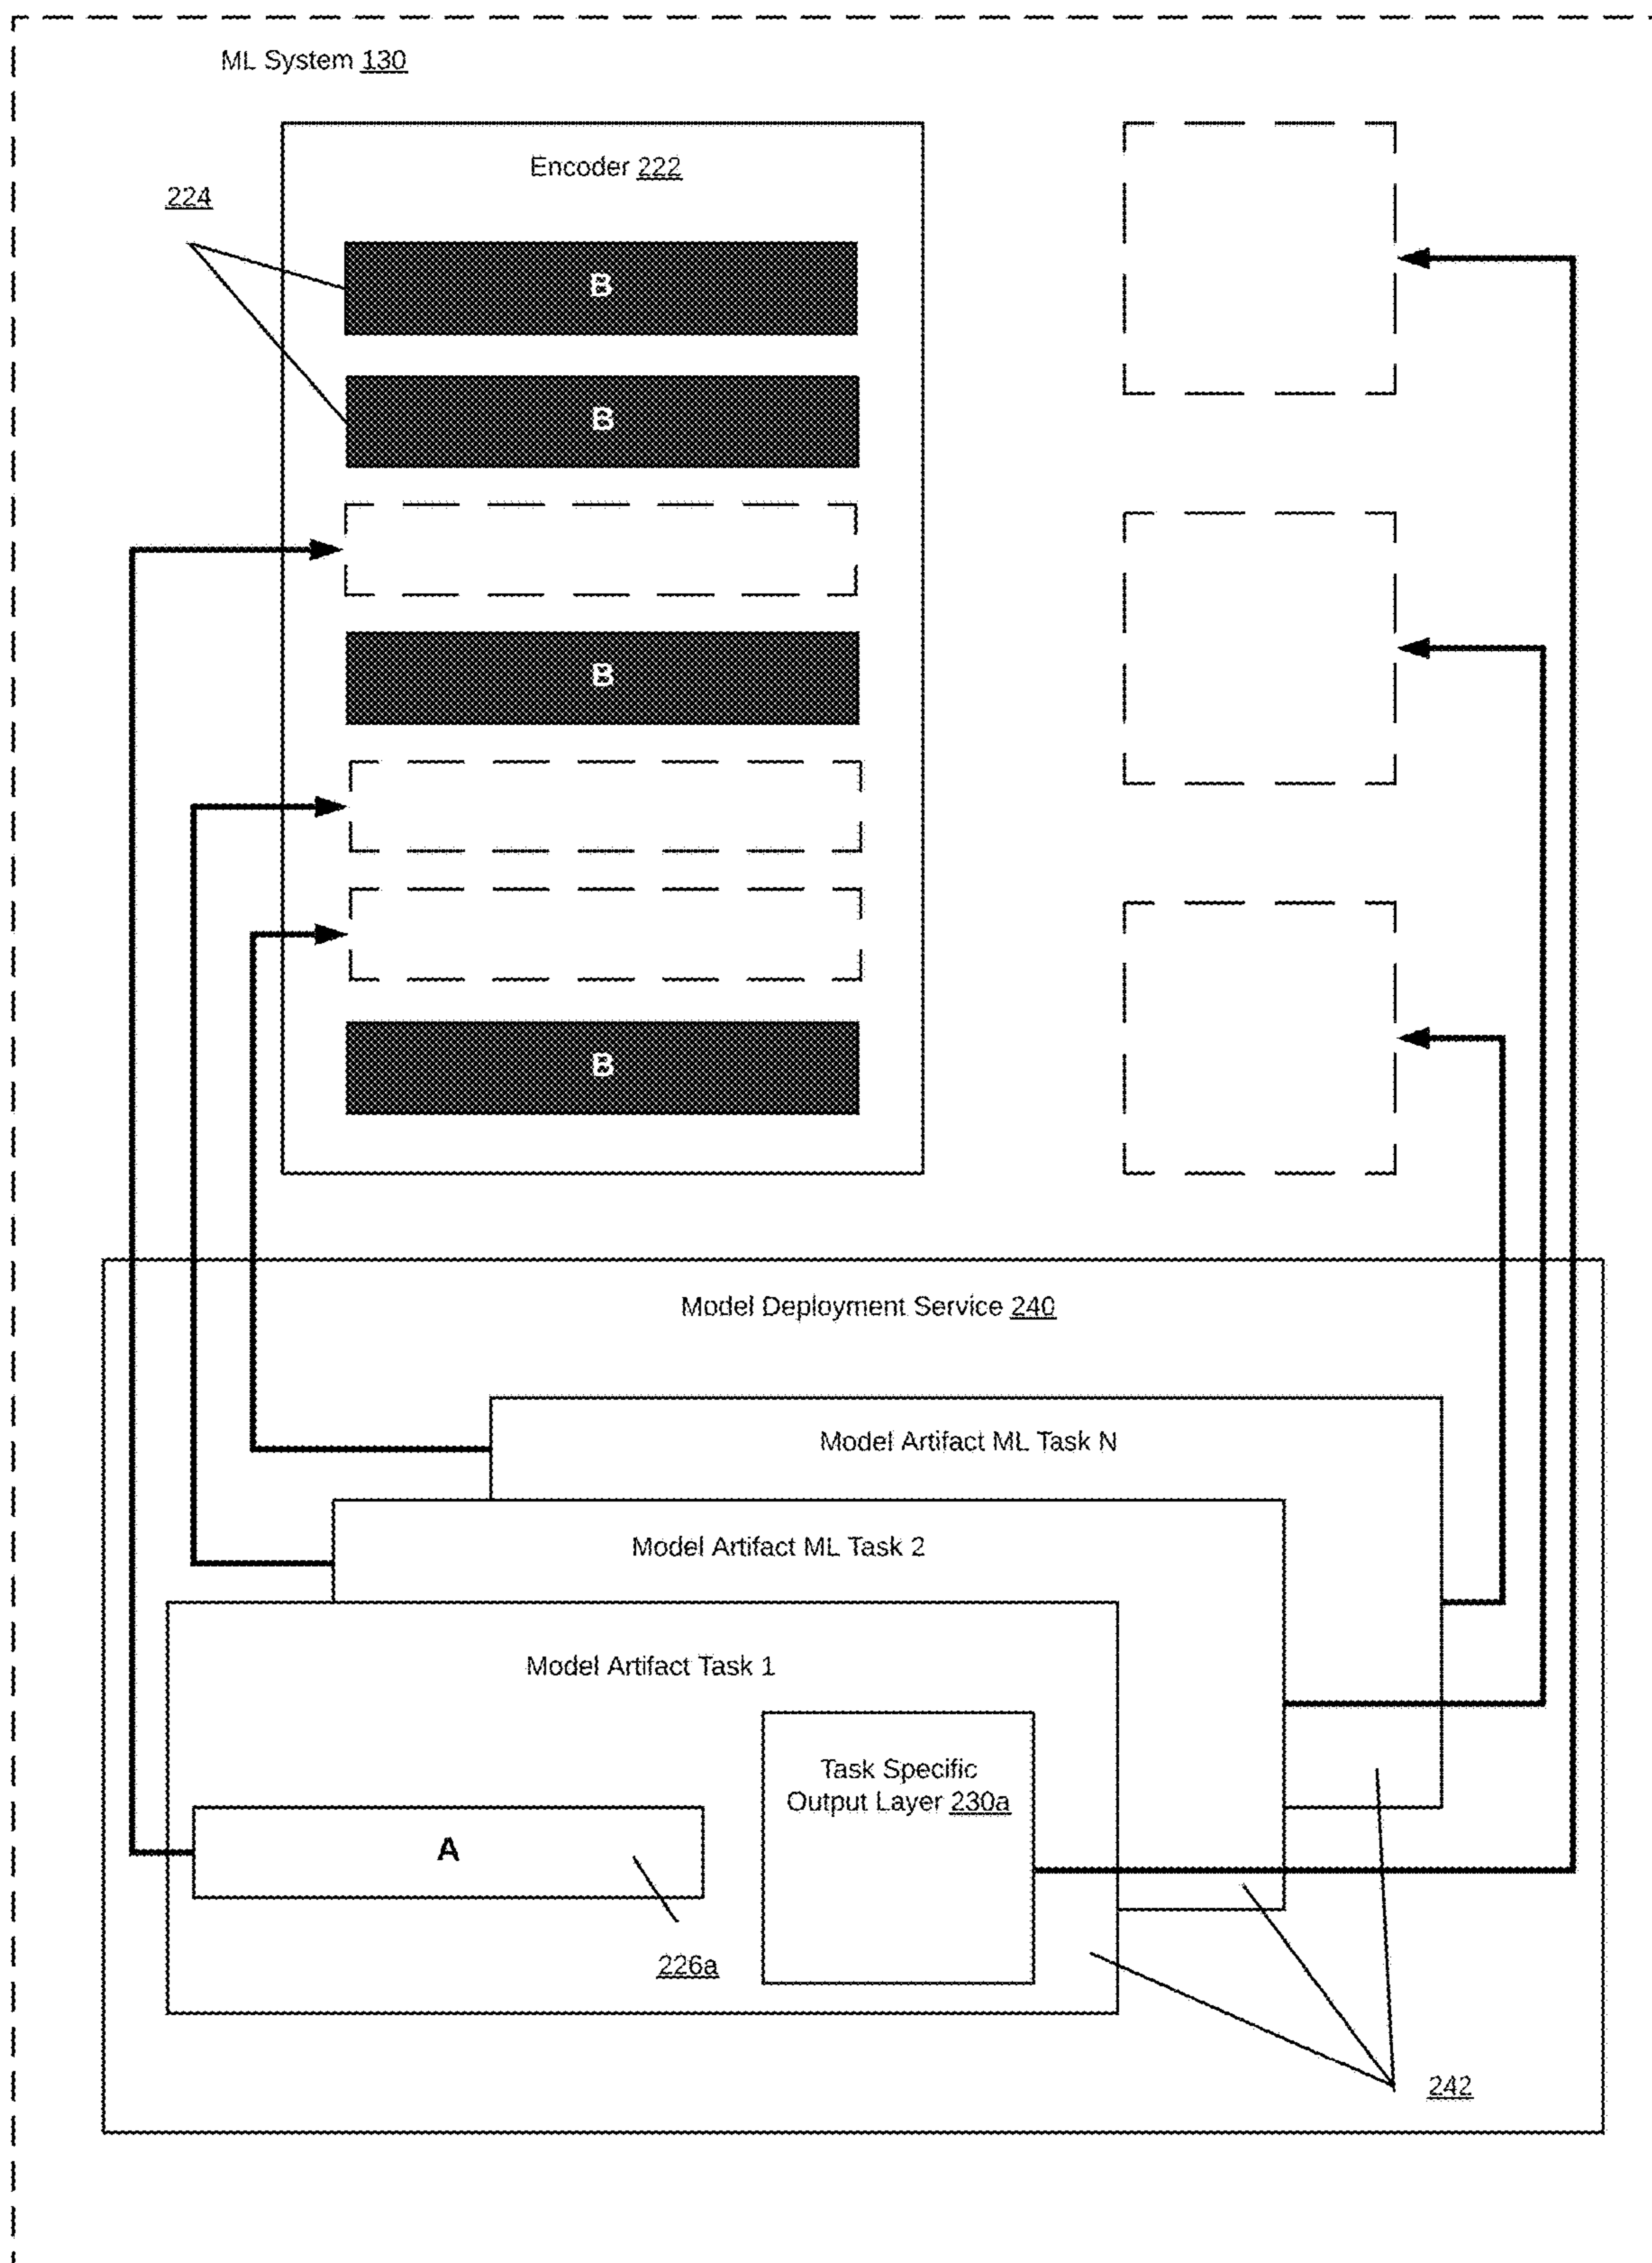 ML System 130
Encoder 222
224
B
B
B
B
Model Deployment Service 240
Model Artifact ML Task N
Model Artifact ML Task 2
Model Artifact Task 1
Task Specific
Output Layer 230a
A
226a
242